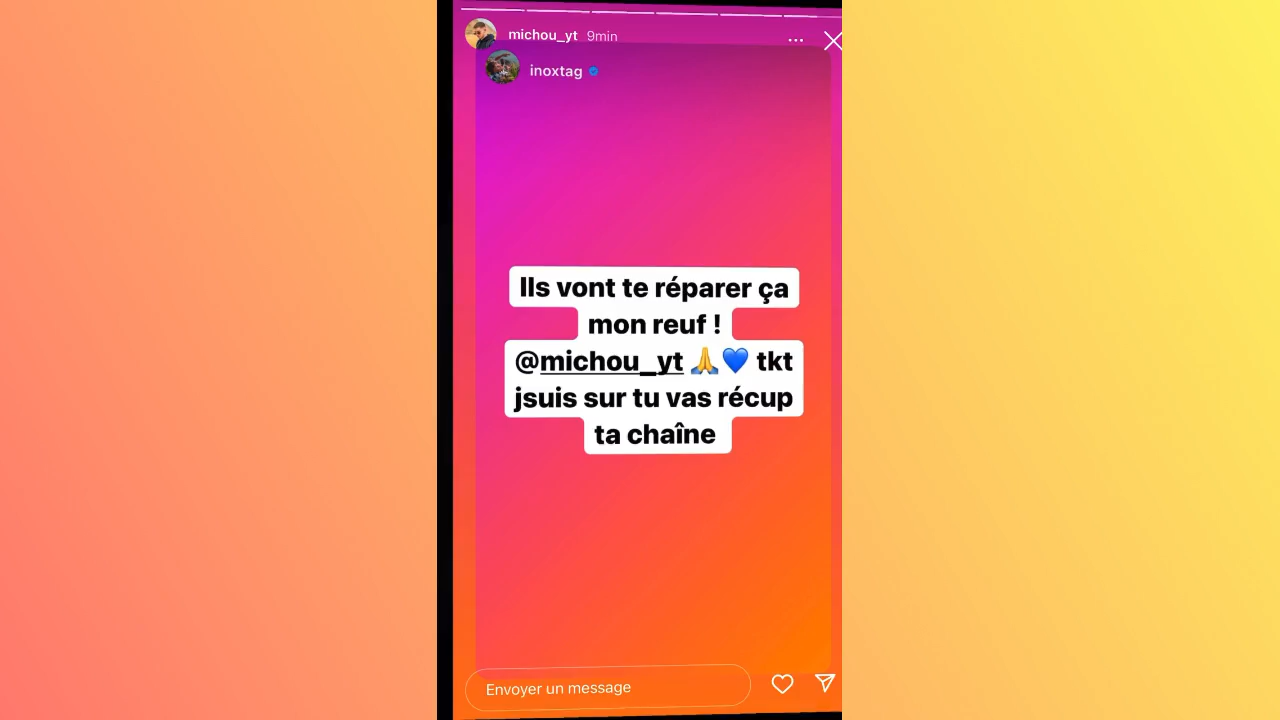 michou_yt 9min
inoxtag
Ils vont te réparer ça
mon reuf !
@michou_yt 🙏💙 tkt
jsuis sur tu vas récup
ta chaîne
Envoyer un message